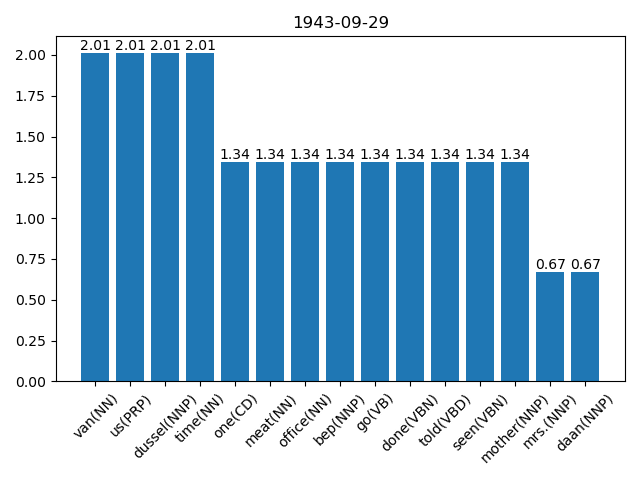 1943-09-29
2.00
1.75
1.50
1.25
1.00
0.75
0.50
0.25
0.00
2.01 2.01 2.01 2.01
1.34 1.34 1.34 1.34 1.34 1.34 1.34 1.34 1.34
0.67 0.67
van(NN)
us(PRP)
dussel(NNP)
time(NN)
one(CD)
meat(NN)
office(NN)
bep(NNP)
go(VB)
done(VBN)
told(VBD)
seen(VBN)
mother(NNP)
mrs.(NNP)
daan(NNP)